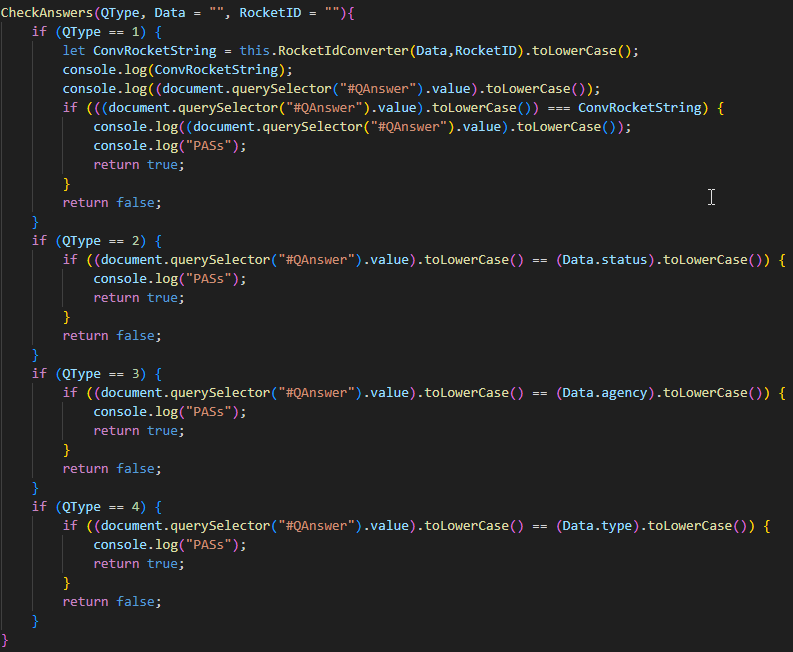 CheckAnswers(QType, Data = "", RocketID = ""){
    if (QType == 1) {
        let ConvRocketString = this.RocketIdConverter(Data,RocketID).toLowerCase();
        console.log(ConvRocketString);
        console.log((document.querySelector("#QAnswer").value).toLowerCase());
        if (((document.querySelector("#QAnswer").value).toLowerCase()) === ConvRocketString) {
            console.log((document.querySelector("#QAnswer").value).toLowerCase());
            console.log("PASs");
            return true;
        }
        return false;
    }
    if (QType == 2) {
        if ((document.querySelector("#QAnswer").value).toLowerCase() == (Data.status).toLowerCase()) {
            console.log("PASs");
            return true;
        }
        return false;
    }
    if (QType == 3) {
        if ((document.querySelector("#QAnswer").value).toLowerCase() == (Data.agency).toLowerCase()) {
            console.log("PASs");
            return true;
        }
        return false;
    }
    if (QType == 4) {
        if ((document.querySelector("#QAnswer").value).toLowerCase() == (Data.type).toLowerCase()) {
            console.log("PASs");
            return true;
        }
        return false;
    }
}